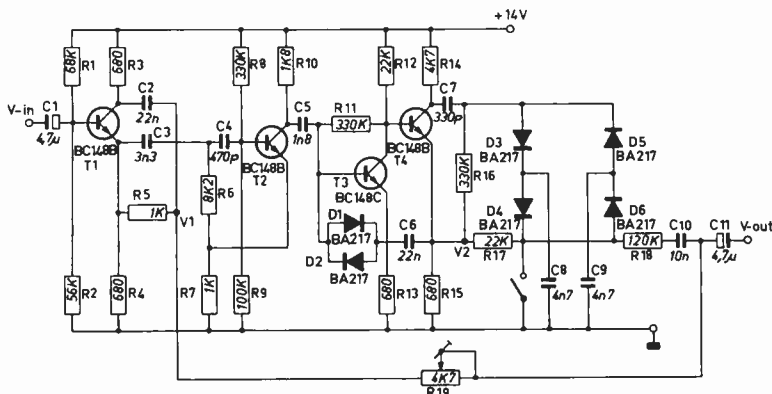 +14V
68K R1
680 R3
C2
22n
330K R8
1K8 R10
22K R12
4K7 R14
C7
330p
V-in
C1
4,7µ
BC148B
T1
C3
3n3
C4
470p
BC148B
T2
C5
1n8
R11
330K
BC148B
T4
T3
BC148C
D3
BA217
D5
BA217
330K
R16
8K2
R6
R5
1K
V1
D1
BA217
D2
BA217
C6
22n
V2
D4
BA217
22K
R17
D6
BA217
120K
R18
C10
10n
C11
4,7µ
V-out
56K R2
680 R4
R7 1K
100K R9
680 R13
680 R15
C8
4n7
C9
4n7
4K7
R19